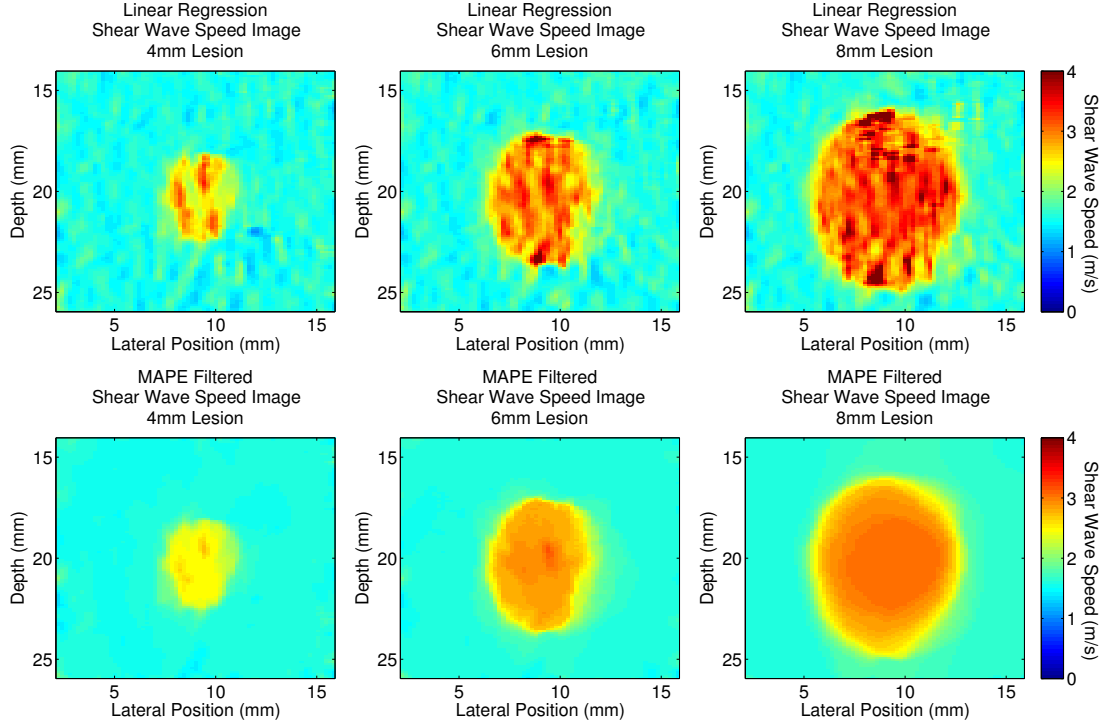 Linear Regression
Shear Wave Speed Image
4mm Lesion
Linear Regression
Shear Wave Speed Image
6mm Lesion
Linear Regression
Shear Wave Speed Image
8mm Lesion
Depth (mm)
15
20
25
5
10
15
Lateral Position (mm)
Depth (mm)
15
20
25
5
10
15
Lateral Position (mm)
Depth (mm)
15
20
25
5
10
15
Lateral Position (mm)
4
3
2
1
0
Shear Wave Speed (m/s)
MAPE Filtered
Shear Wave Speed Image
4mm Lesion
MAPE Filtered
Shear Wave Speed Image
6mm Lesion
MAPE Filtered
Shear Wave Speed Image
8mm Lesion
Depth (mm)
15
20
25
5
10
15
Lateral Position (mm)
Depth (mm)
15
20
25
5
10
15
Lateral Position (mm)
Depth (mm)
15
20
25
5
10
15
Lateral Position (mm)
4
3
2
1
0
Shear Wave Speed (m/s)